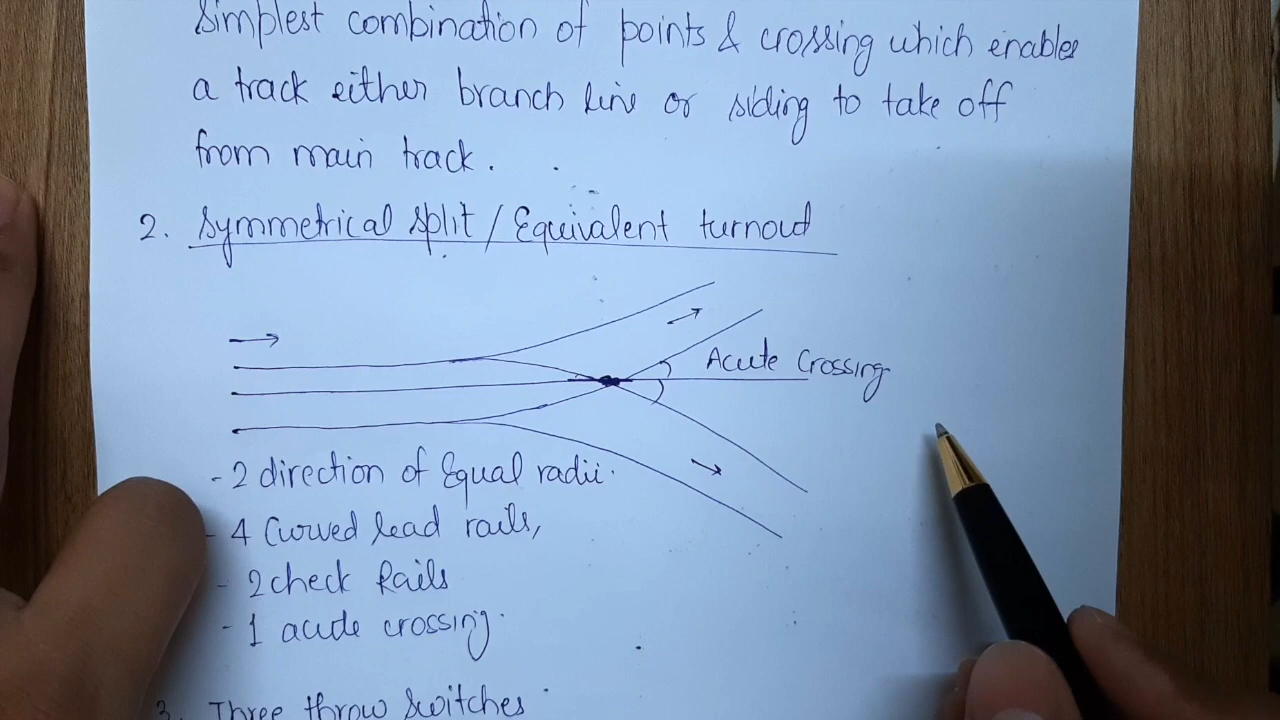 Simplest combination of points & crossing which enables
a track either branch line or siding to take off
from main track.
2. Symmetrical Split / Equivalent turnout
Acute Crossing
- 2 direction of Equal radii.
- 4 Curved lead rails,
- 2 check Rails
- 1 acute crossing.
3. Three throw Switches